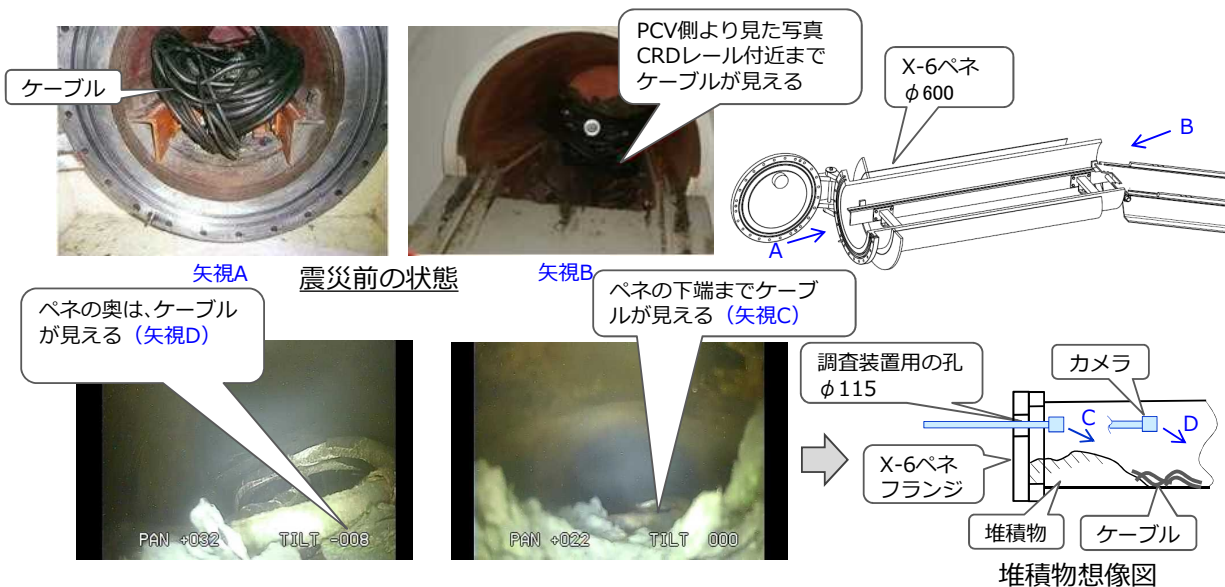 ケーブル
PCV側より見た写真
CRDレール付近まで
ケーブルが見える
X-6ペネ
φ600
B
A
矢視A
震災前の状態
矢視B
ペネの奥は、ケーブル
が見える（矢視D）
ペネの下端までケーブ
ルが見える（矢視C）
PAN +032 TILT -008
PAN +022 TILT 000
調査装置用の孔
φ115
カメラ
C
D
X-6ペネ
フランジ
堆積物
ケーブル
堆積物想像図